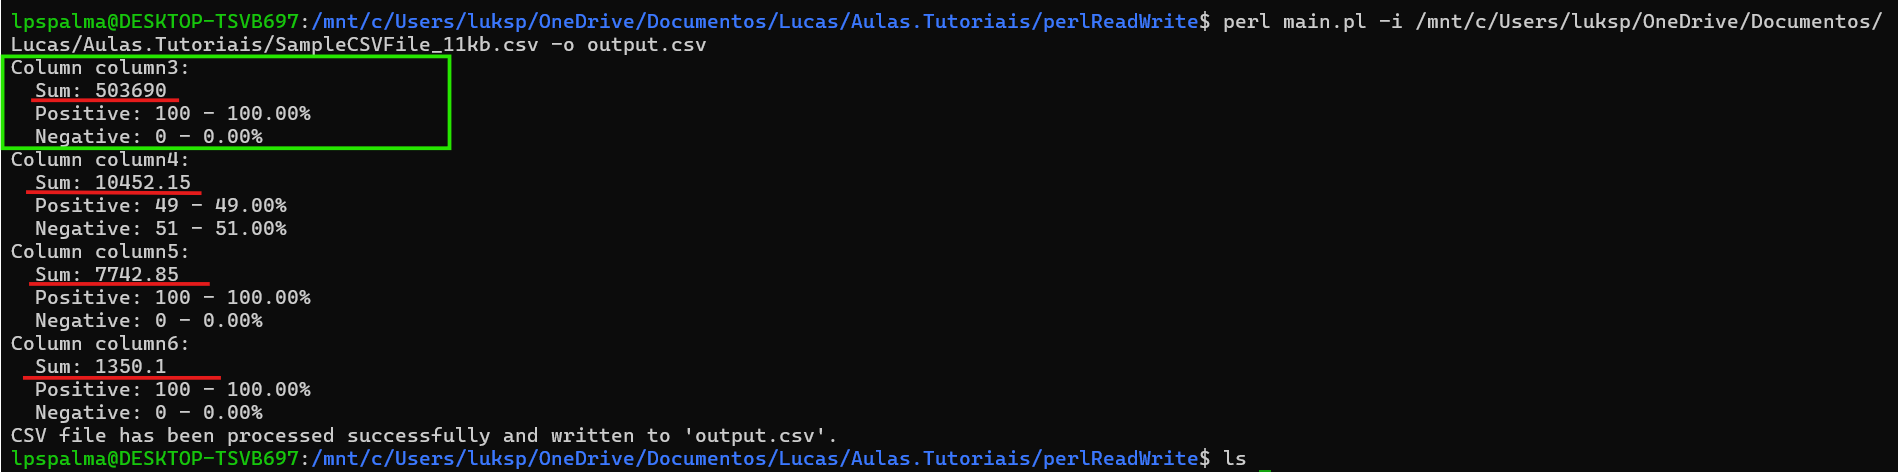 lpspalma@DESKTOP-TSVB697:/mnt/c/Users/luksp/OneDrive/Documentos/Lucas/Aulas.Tutoriais/perlReadWrite$ perl main.pl -i /mnt/c/Users/luksp/OneDrive/Documentos/
Lucas/Aulas.Tutoriais/SampleCSVFile_11kb.csv -o output.csv
Column column3:
  Sum: 503690
  Positive: 100 - 100.00%
  Negative: 0 - 0.00%
Column column4:
  Sum: 10452.15
  Positive: 49 - 49.00%
  Negative: 51 - 51.00%
Column column5:
  Sum: 7742.85
  Positive: 100 - 100.00%
  Negative: 0 - 0.00%
Column column6:
  Sum: 1350.1
  Positive: 100 - 100.00%
  Negative: 0 - 0.00%
CSV file has been processed successfully and written to 'output.csv'.
lpspalma@DESKTOP-TSVB697:/mnt/c/Users/luksp/OneDrive/Documentos/Lucas/Aulas.Tutoriais/perlReadWrite$ ls